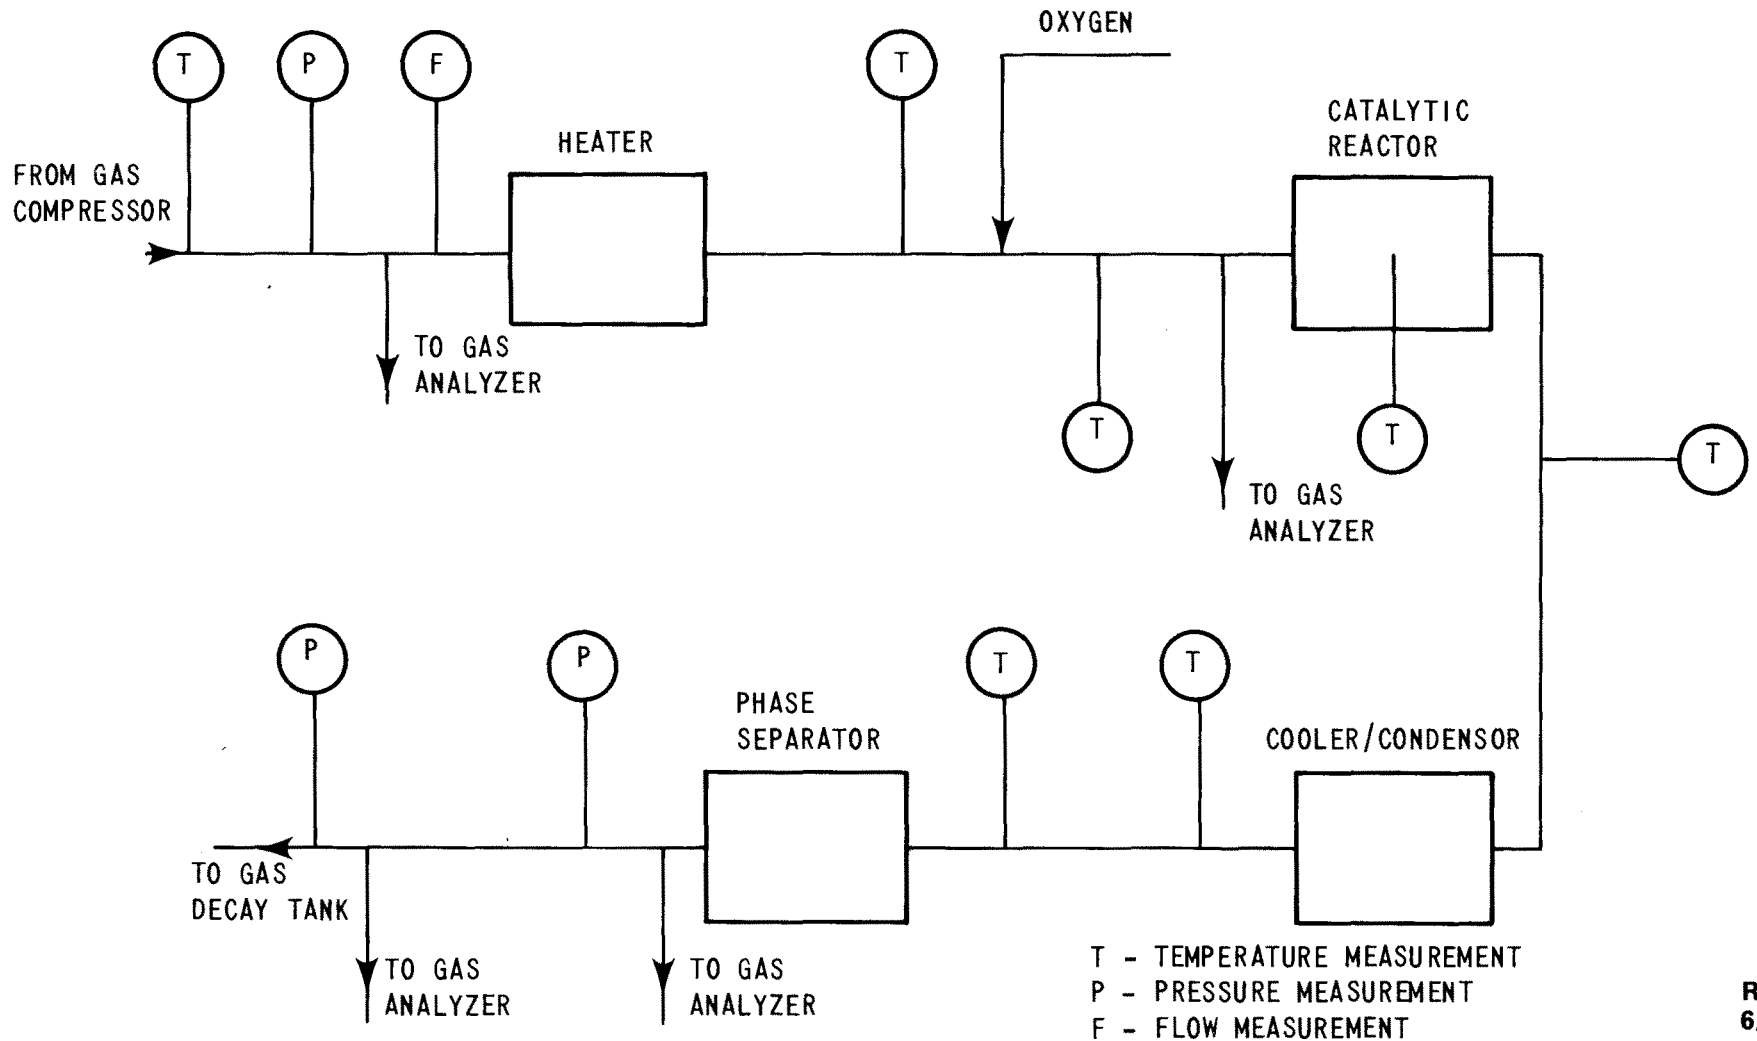 OXYGEN
T
P
F
T
CATALYTIC
REACTOR
HEATER
FROM GAS
COMPRESSOR
TO GAS
ANALYZER
T
T
T
TO GAS
ANALYZER
P
P
T
T
PHASE
SEPARATOR
COOLER/CONDENSOR
TO GAS
DECAY TANK
TO GAS
ANALYZER
TO GAS
ANALYZER
T - TEMPERATURE MEASUREMENT
P - PRESSURE MEASUREMENT
F - FLOW MEASUREMENT